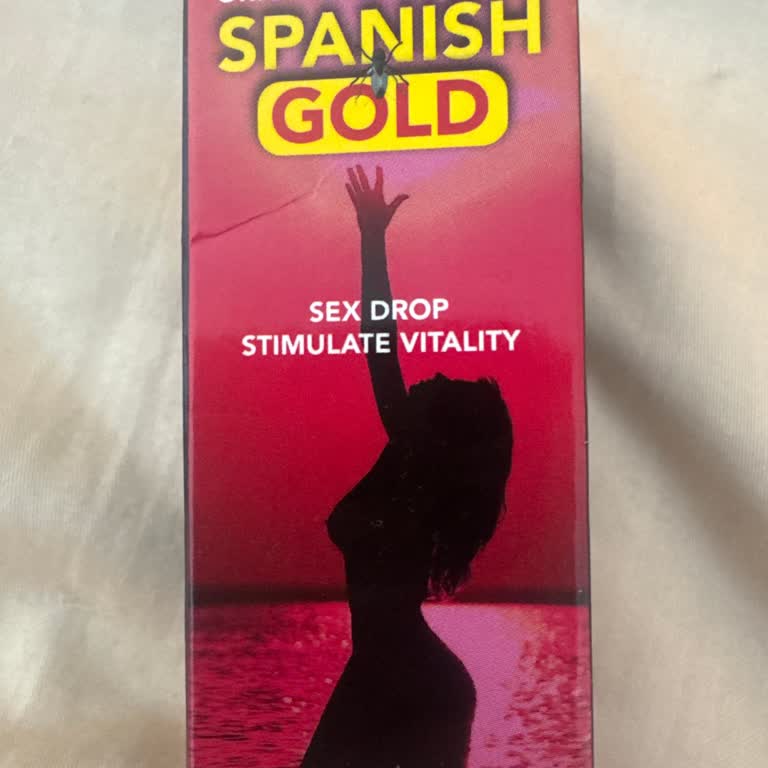 SPANISH
GOLD
SEX DROP
STIMULATE VITALITY